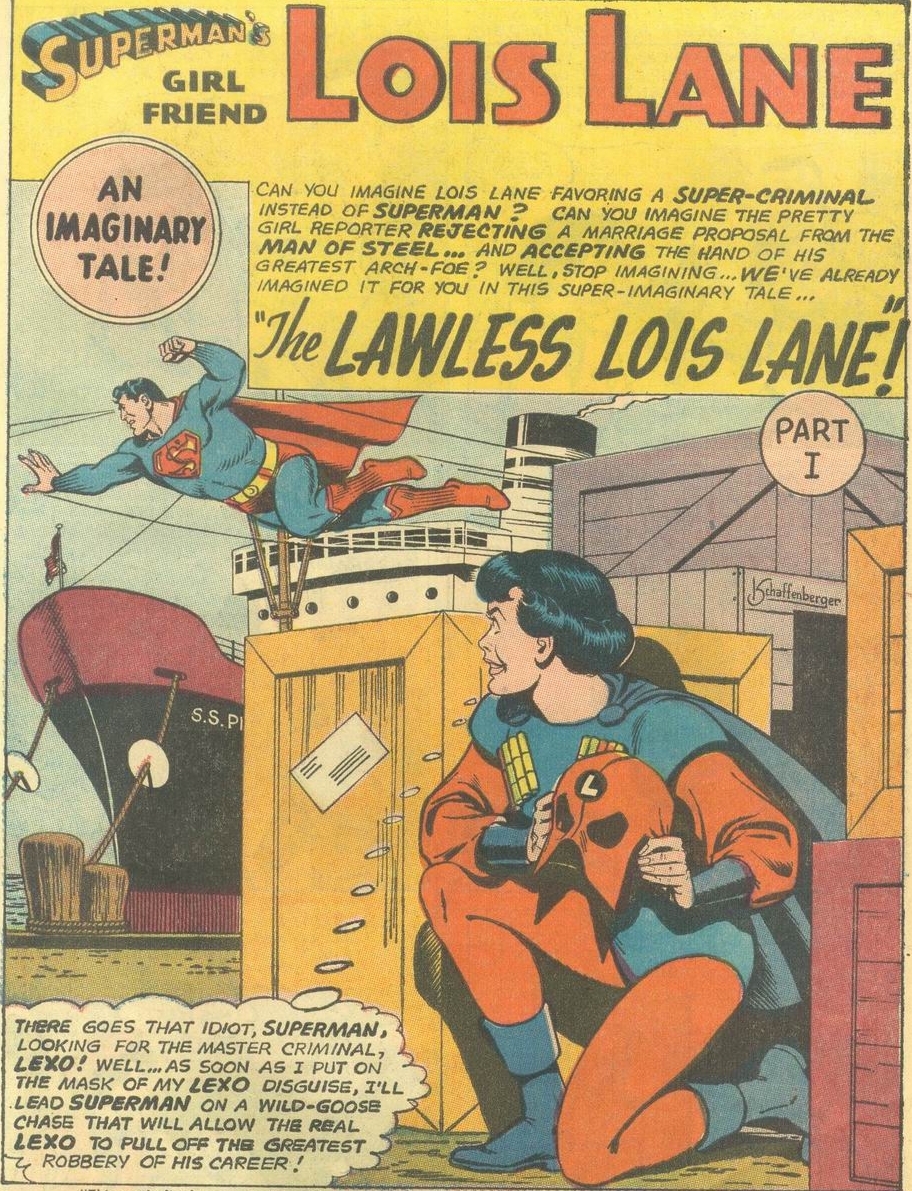 SUPERMAN'S
GIRL
FRIEND
LOIS LANE
AN
IMAGINARY
TALE!
CAN YOU IMAGINE LOIS LANE FAVORING A SUPER-CRIMINAL
INSTEAD OF SUPERMAN? CAN YOU IMAGINE THE PRETTY
GIRL REPORTER REJECTING A MARRIAGE PROPOSAL FROM THE
MAN OF STEEL... AND ACCEPTING THE HAND OF HIS
GREATEST ARCH-FOE? WELL, STOP IMAGINING... WE'VE ALREADY
IMAGINED IT FOR YOU IN THIS SUPER-IMAGINARY TALE...
"The LAWLESS LOIS LANE!"
PART
I
S
K Schaffenberger
S.S. PI
L
THERE GOES THAT IDIOT, SUPERMAN,
LOOKING FOR THE MASTER CRIMINAL,
LEXO! WELL... AS SOON AS I PUT ON
THE MASK OF MY LEXO DISGUISE, I'LL
LEAD SUPERMAN ON A WILD-GOOSE
CHASE THAT WILL ALLOW THE REAL
LEXO TO PULL OFF THE GREATEST
ROBBERY OF HIS CAREER!